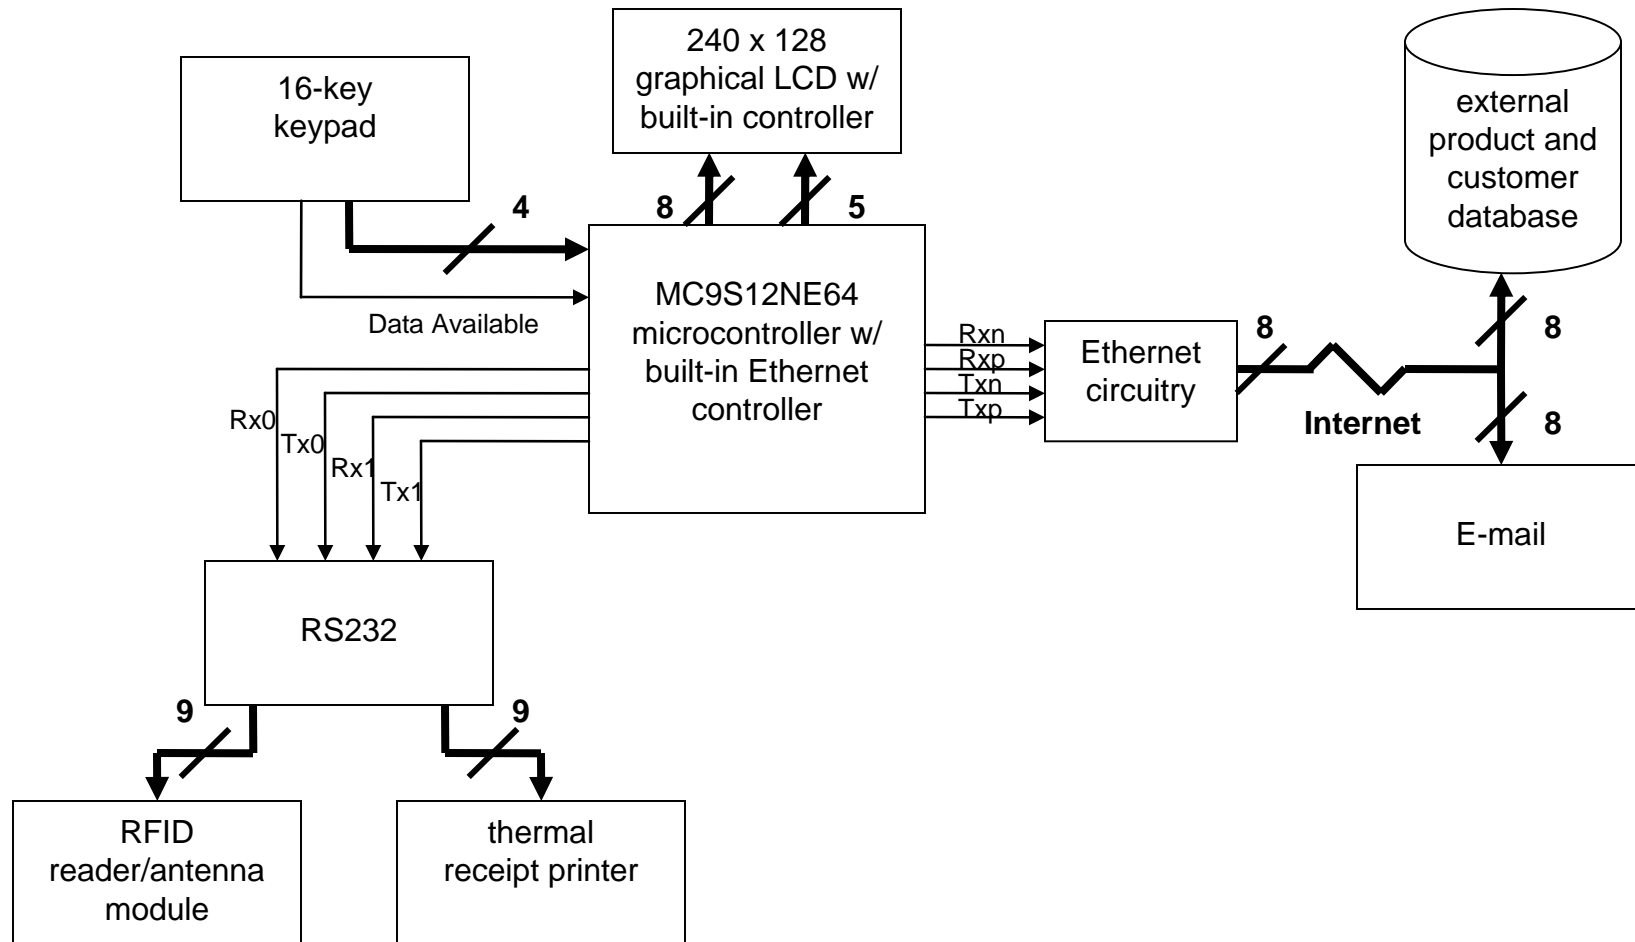 16-key
keypad
240 x 128
graphical LCD w/
built-in controller
external
product and
customer
database
4
8
5
Data Available
MC9S12NE64
microcontroller w/
built-in Ethernet
controller
Rxn
Rxp
Txn
Txp
Ethernet
circuitry
8
Internet
8
8
E-mail
Rx0
Tx0
Rx1
Tx1
RS232
9
9
RFID
reader/antenna
module
thermal
receipt printer